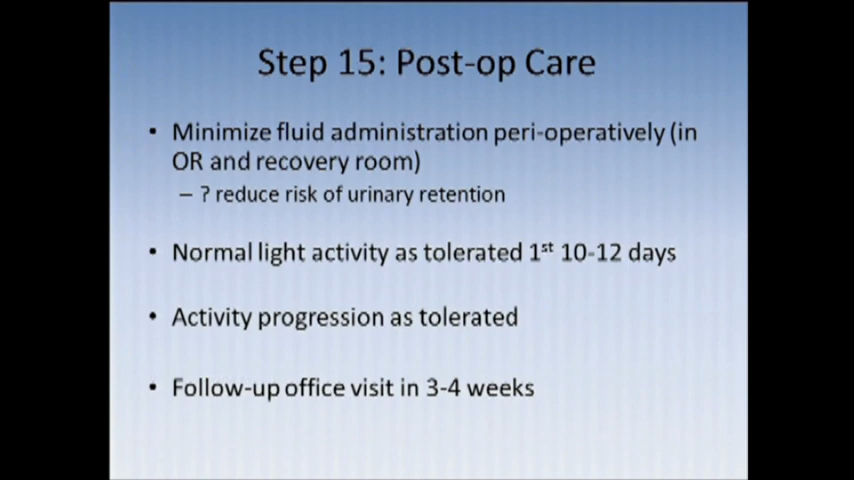 Step 15: Post-op Care
• Minimize fluid administration peri-operatively (in
OR and recovery room)
– ? reduce risk of urinary retention
• Normal light activity as tolerated 1st 10-12 days
• Activity progression as tolerated
• Follow-up office visit in 3-4 weeks